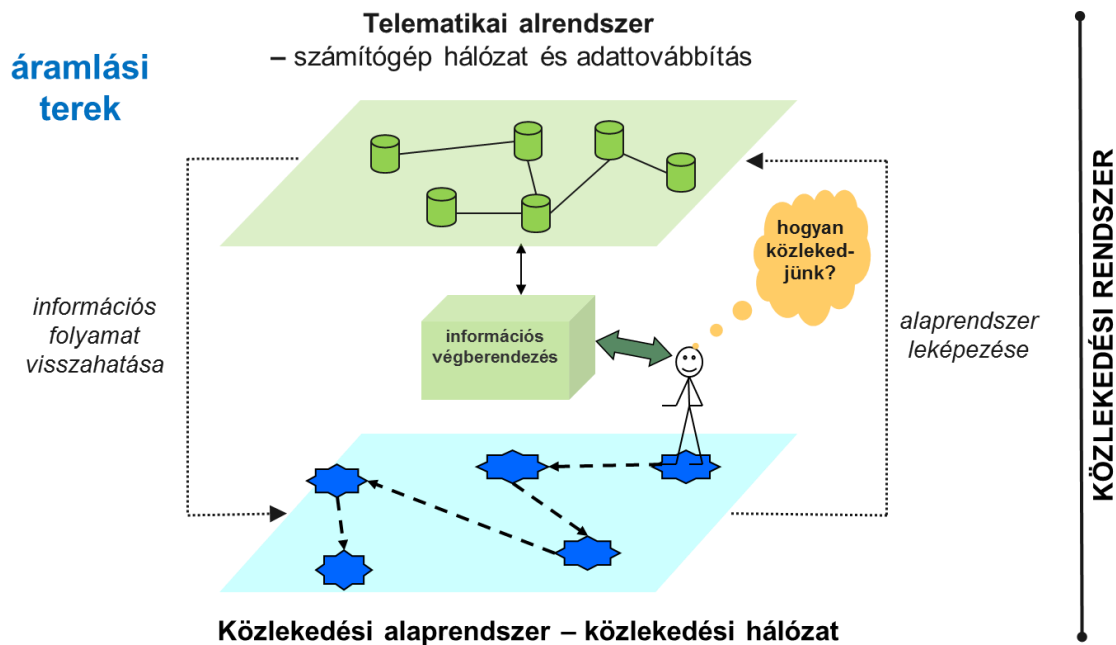 Telematikai alrendszer
– számítógép hálózat és adattovábbítás
áramlási
terek
hogyan
közleked-
jünk?
információs
folyamat
visszahatása
információs
végberendezés
alaprendszer
leképezése
KÖZLEKEDÉSI RENDSZER
Közlekedési alaprendszer – közlekedési hálózat